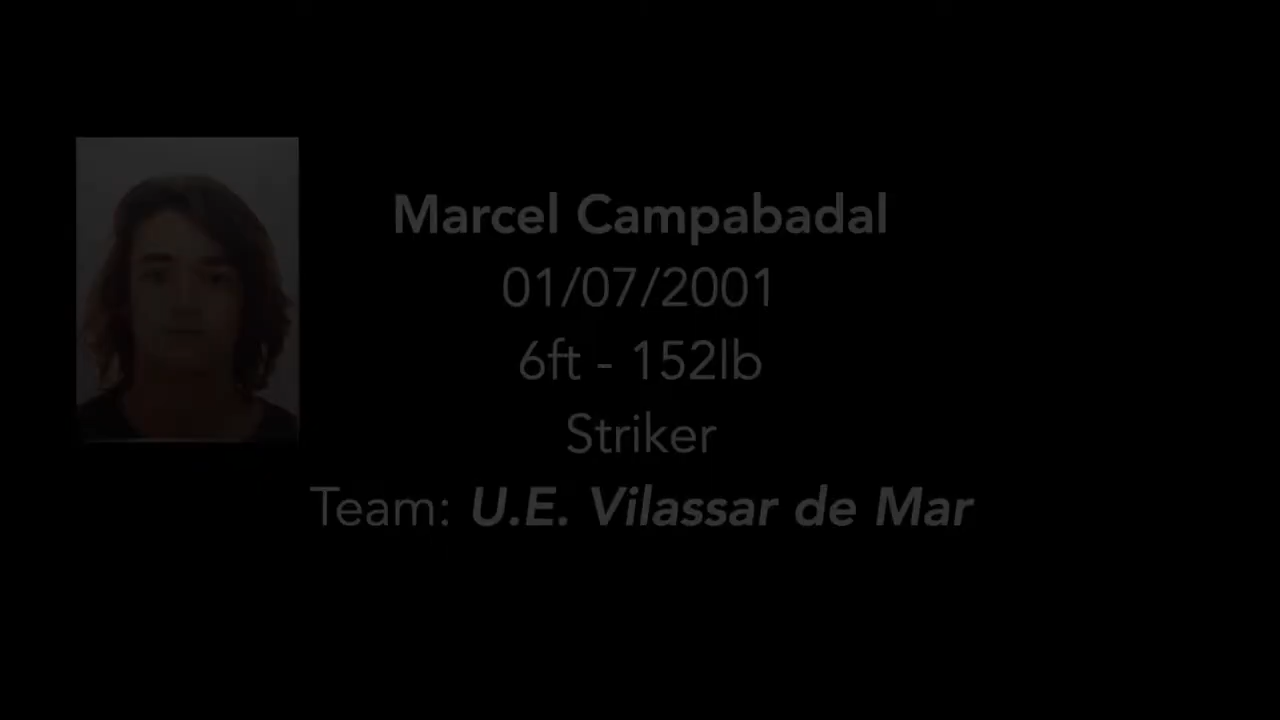 Marcel Campabadal
01/07/2001
6ft - 152lb
Striker
Team: U.E. Vilassar de Mar